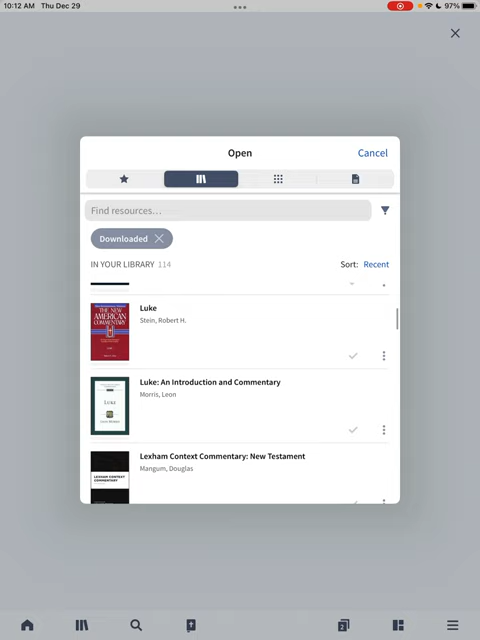 10:12 AM Thu Dec 29
97%
Open
Cancel
Find resources...
Downloaded
IN YOUR LIBRARY 114
Sort: Recent
THE NEW
AMERICAN
COMMENTARY
Luke
Stein, Robert H.
LUKE
Luke: An Introduction and Commentary
Morris, Leon
LEXHAM CONTEXT
COMMENTARY
Lexham Context Commentary: New Testament
Mangum, Douglas
2